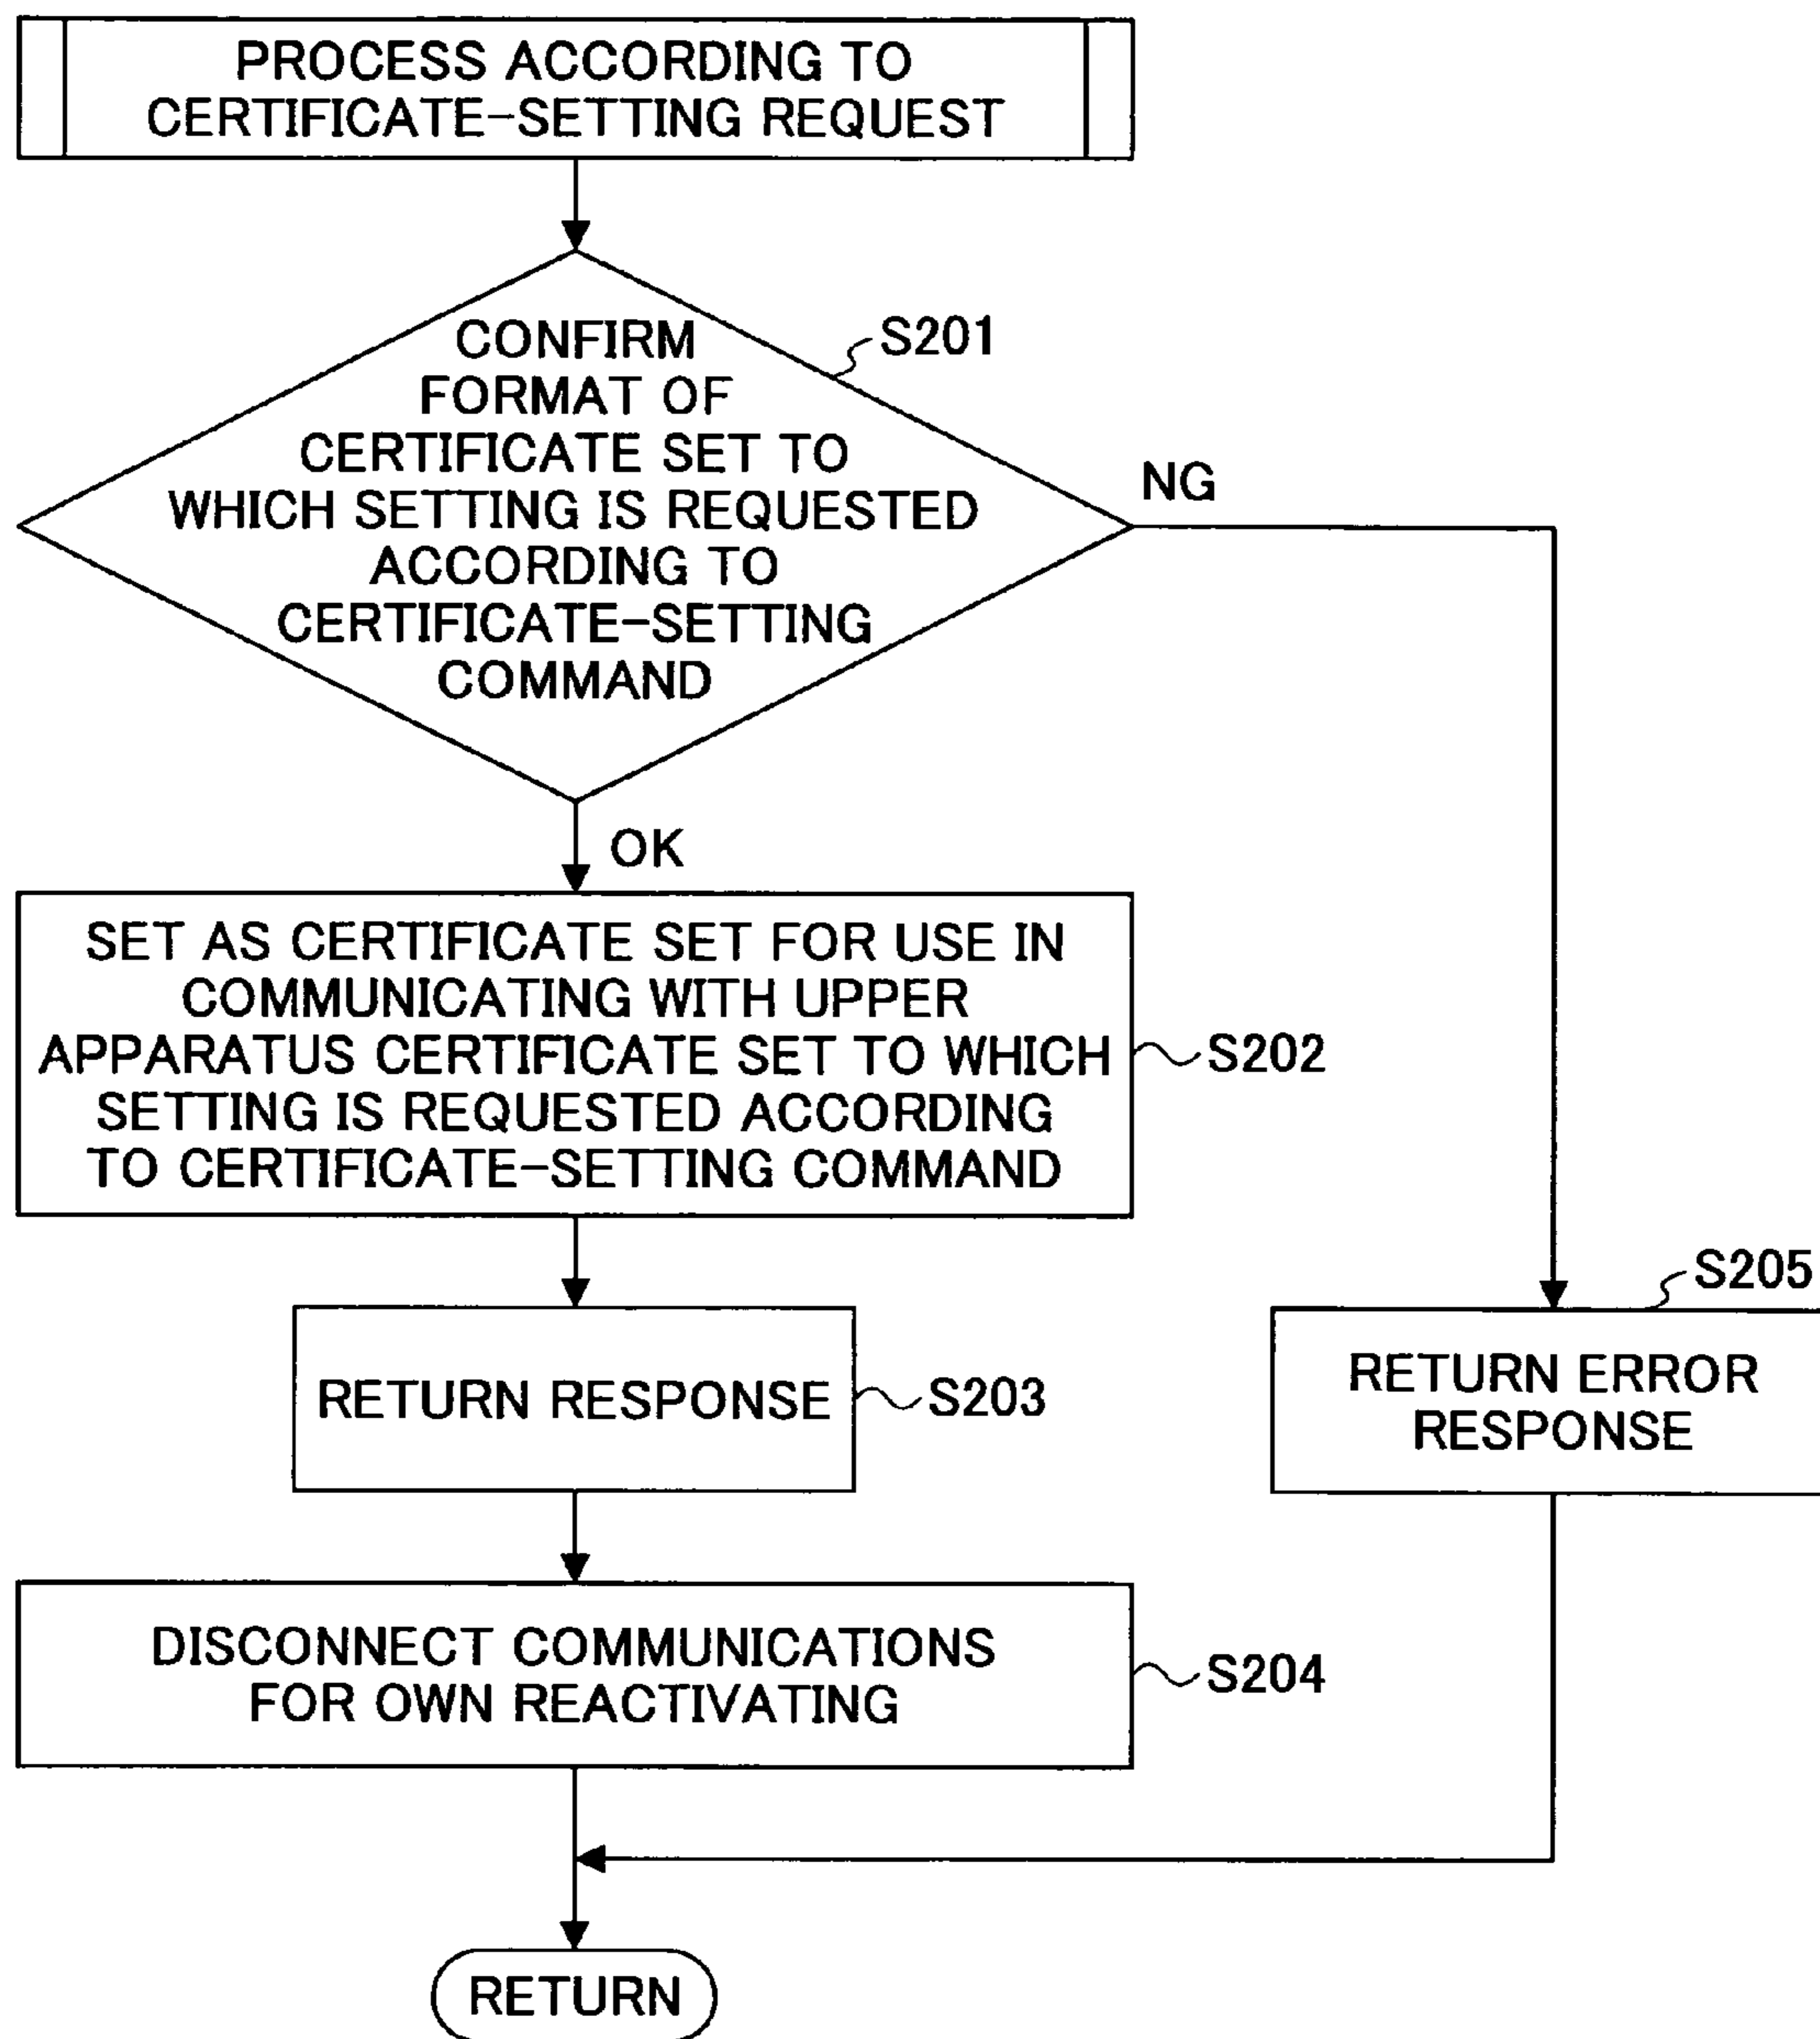 PROCESS ACCORDING TO
CERTIFICATE-SETTING REQUEST
S201
CONFIRM
FORMAT OF
CERTIFICATE SET TO
WHICH SETTING IS REQUESTED
ACCORDING TO
CERTIFICATE-SETTING
COMMAND
NG
OK
SET AS CERTIFICATE SET FOR USE IN
COMMUNICATING WITH UPPER
APPARATUS CERTIFICATE SET TO WHICH
SETTING IS REQUESTED ACCORDING
TO CERTIFICATE-SETTING COMMAND
S202
RETURN RESPONSE
S203
S205
RETURN ERROR
RESPONSE
DISCONNECT COMMUNICATIONS
FOR OWN REACTIVATING
S204
RETURN